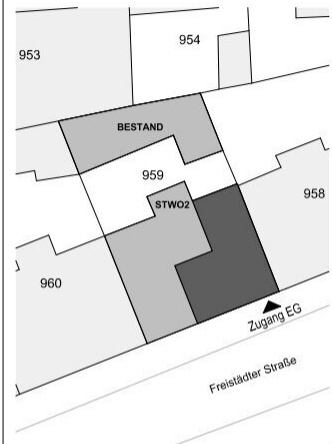 954
953
BESTAND
959
958
STWO2
960
Zugang EG
Freistädter Straße